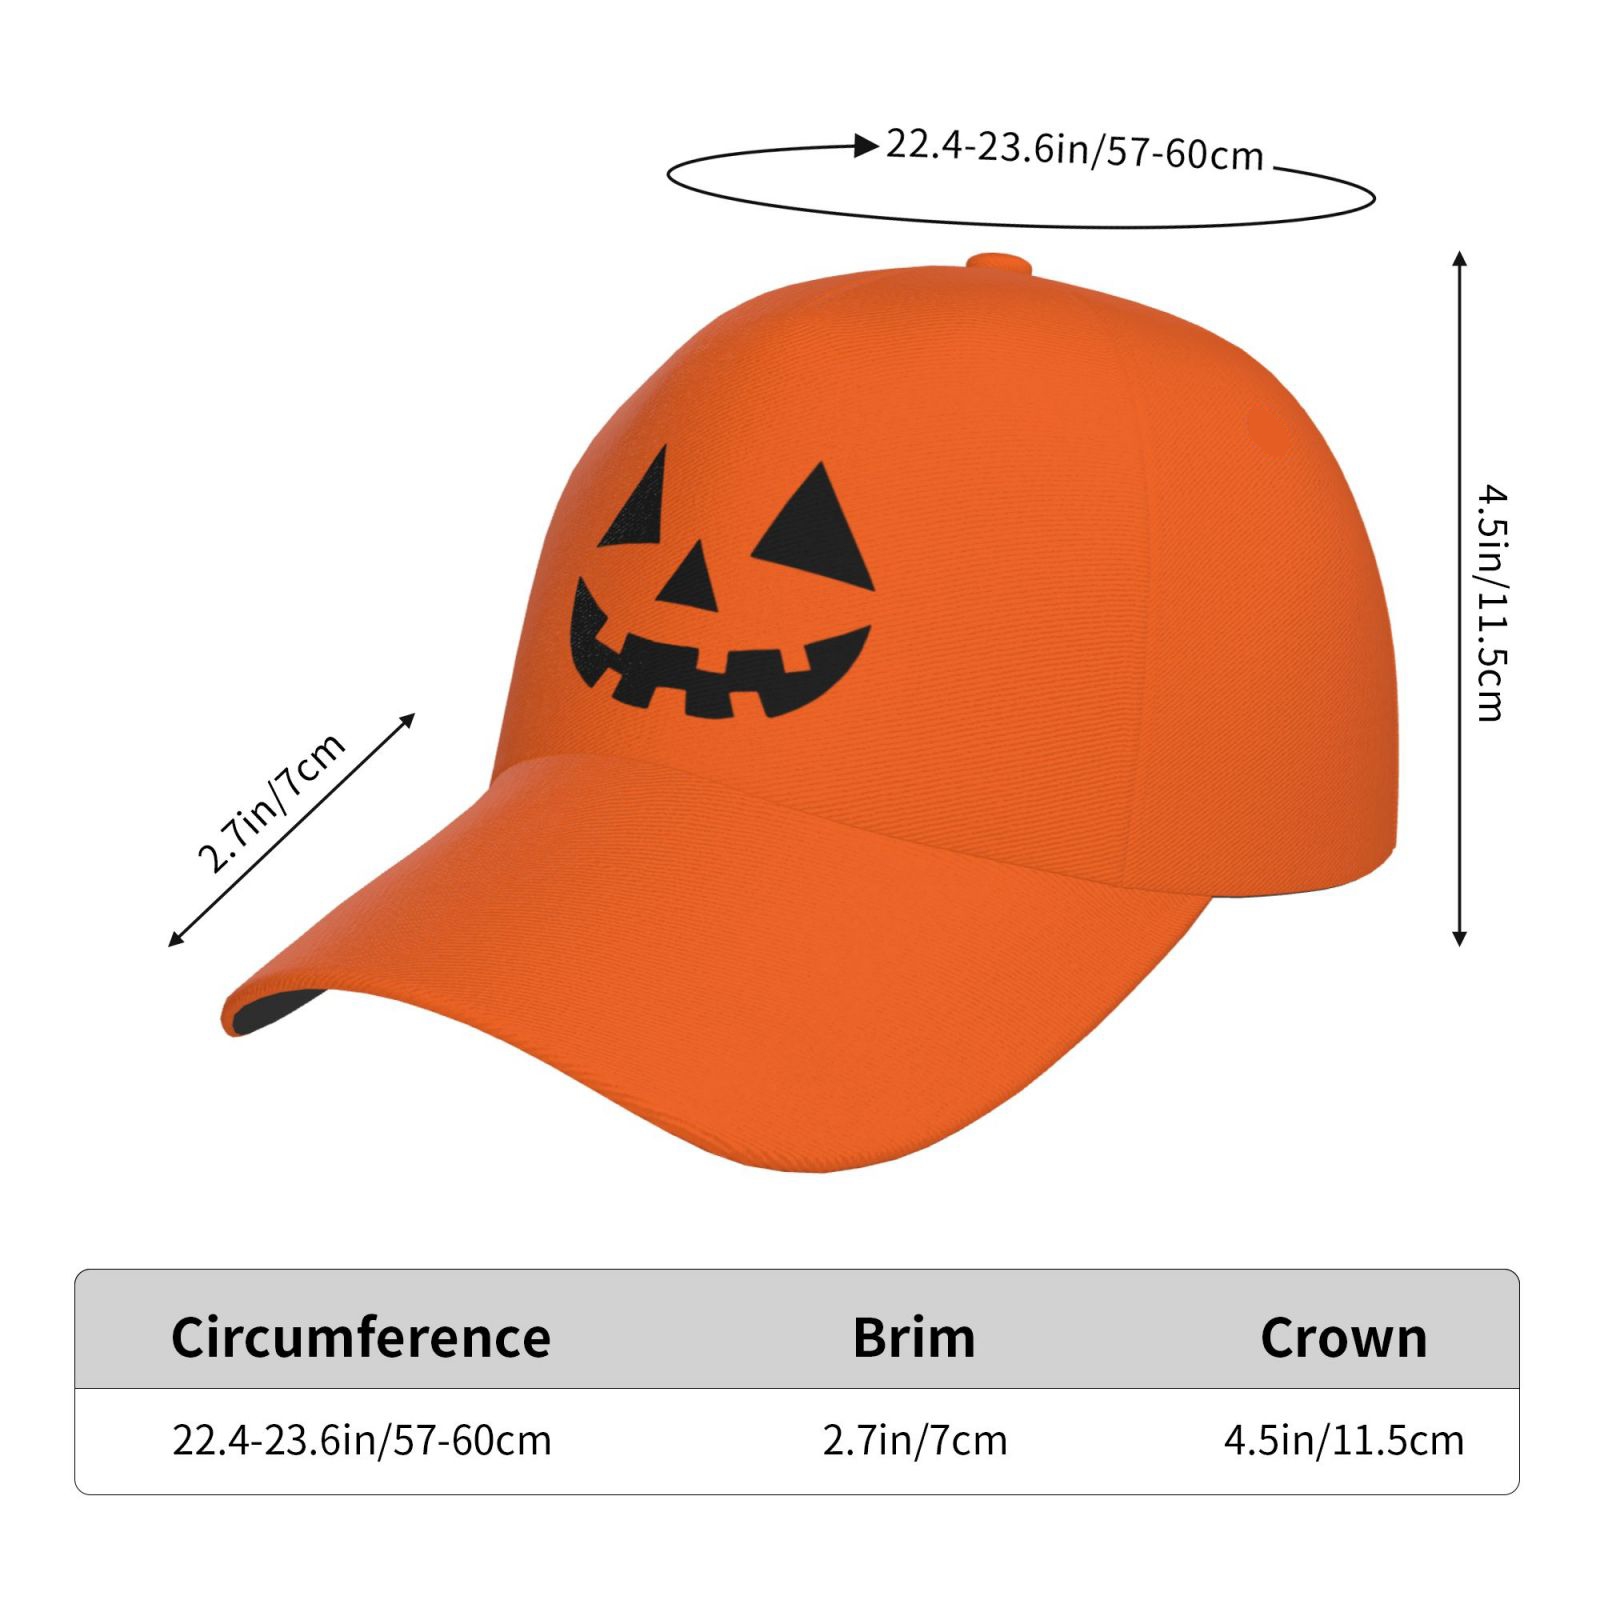 22.4-23.6in/57-60cm
4.5in/11.5cm
2.7in/7cm
Circumference Brim Crown
22.4-23.6in/57-60cm 2.7in/7cm 4.5in/11.5cm